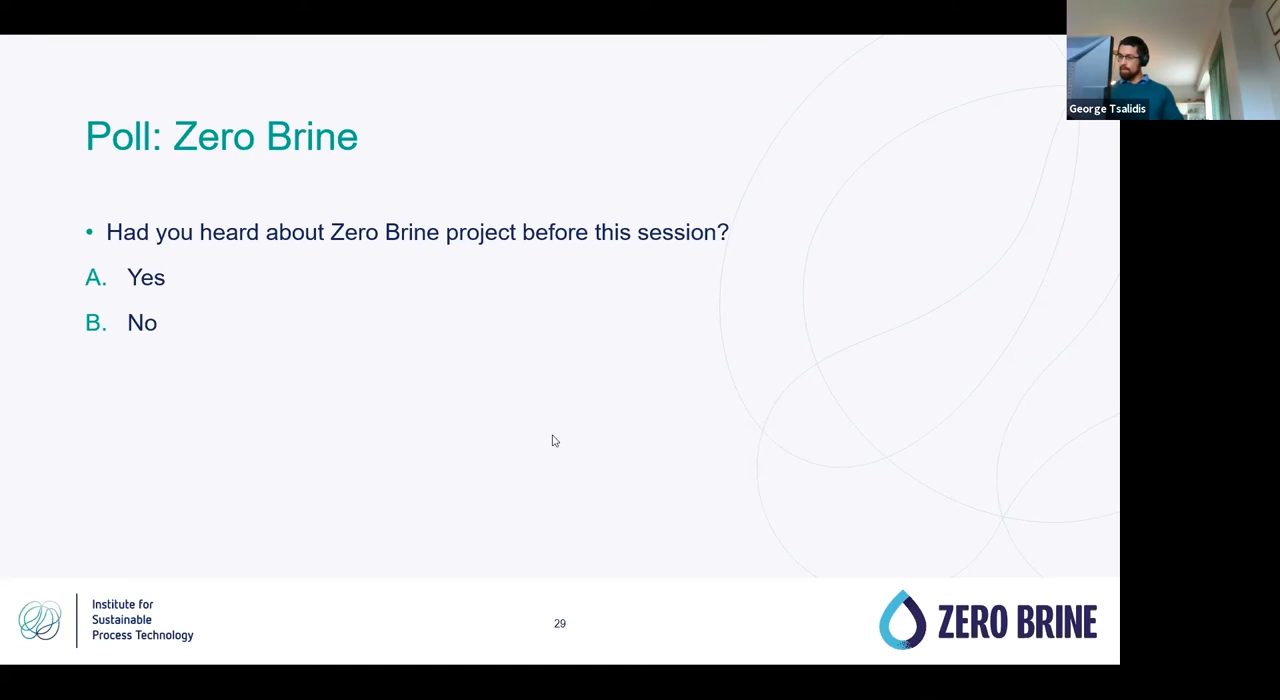 George Tsalidis
Poll: Zero Brine
• Had you heard about Zero Brine project before this session?
A. Yes
B. No
Institute for
Sustainable
Process Technology
29
ZERO BRINE